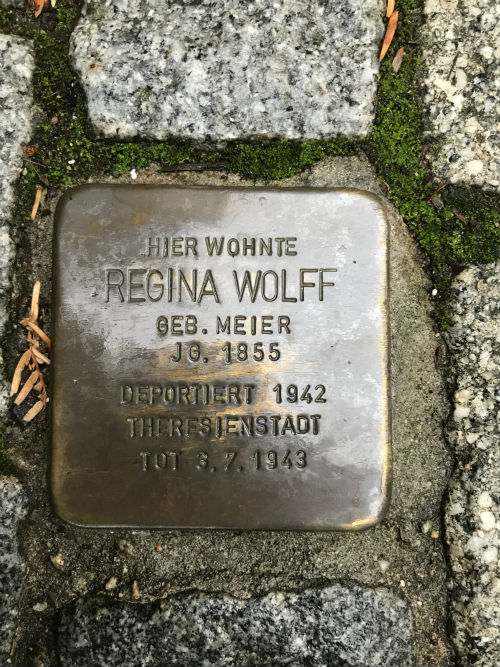 HIER WOHNTE
REGINA WOLFF
GEB. MEIER
JG. 1855
DEPORTIERT 1942
THERESIENSTADT
TOT 3.7.1943